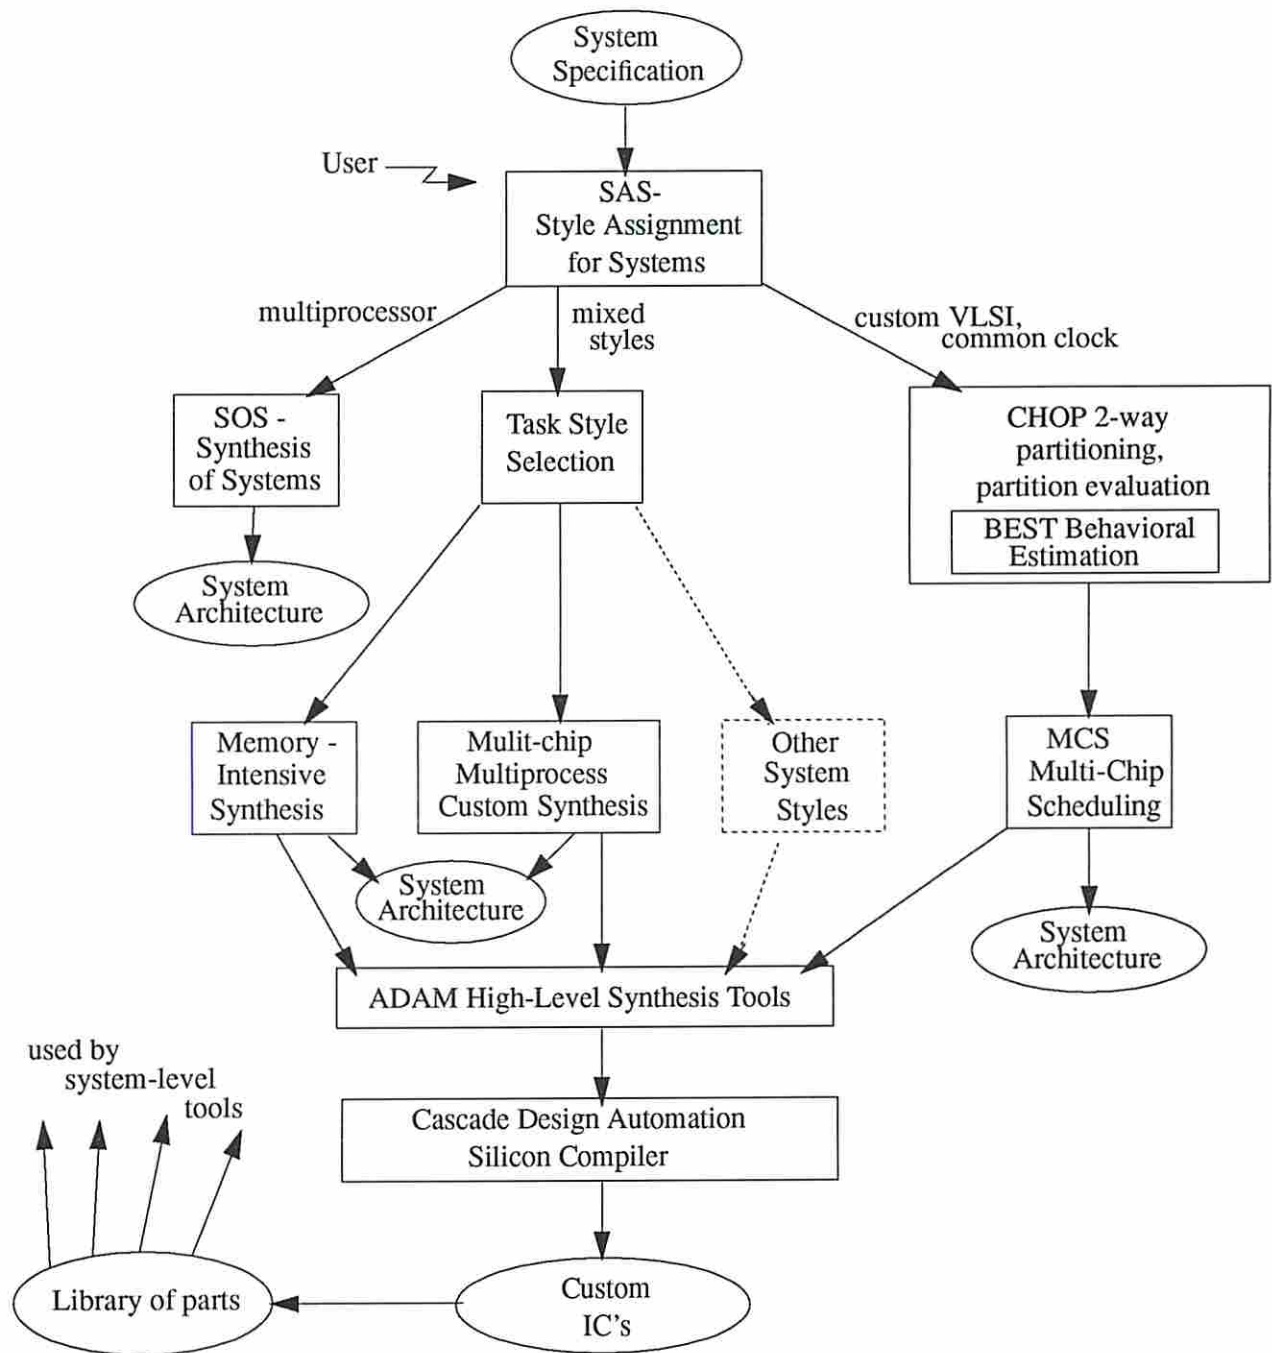 System
Specification
User
SAS-
Style Assignment
for Systems
multiprocessor
mixed
styles
custom VLSI,
common clock
SOS -
Synthesis
of Systems
Task Style
Selection
CHOP 2-way
partitioning,
partition evaluation
BEST Behavioral
Estimation
System
Architecture
Memory -
Intensive
Synthesis
Mulit-chip
Multiprocess
Custom Synthesis
Other
System
Styles
MCS
Multi-Chip
Scheduling
System
Architecture
System
Architecture
ADAM High-Level Synthesis Tools
used by
system-level
tools
Cascade Design Automation
Silicon Compiler
Library of parts
Custom
IC's